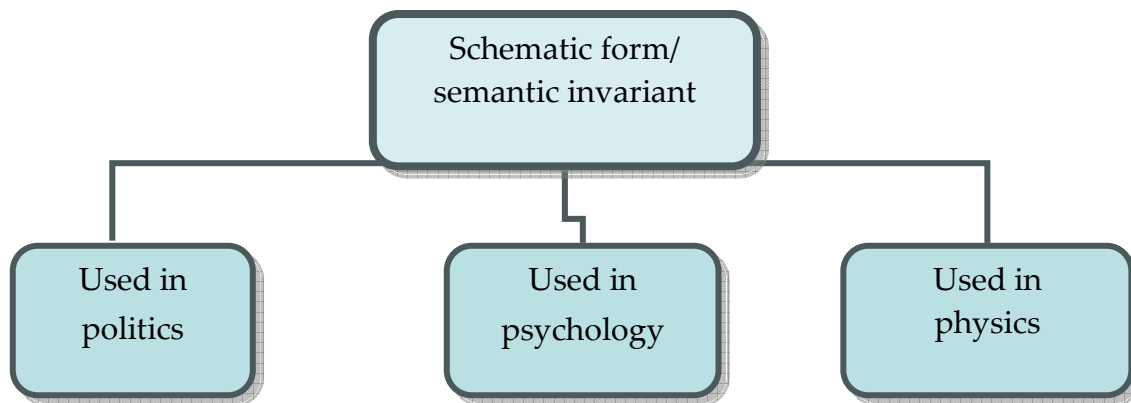 Schematic form/
semantic invariant
Used in
politics
Used in
psychology
Used in
physics